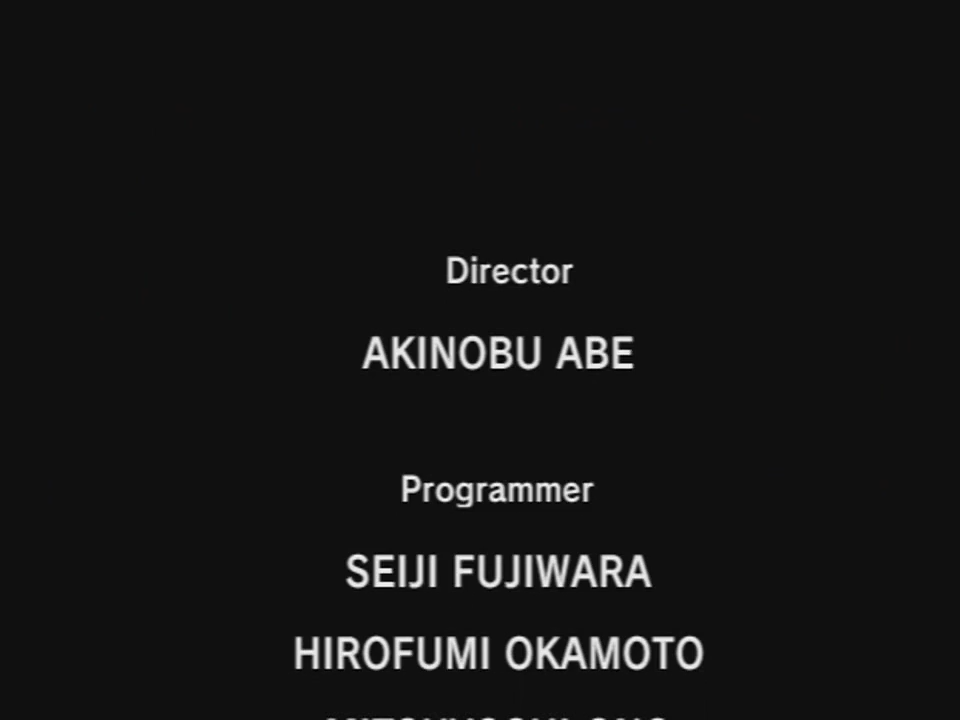 Director
AKINOBU ABE
Programmer
SEIJI FUJIWARA
HIROFUMI OKAMOTO